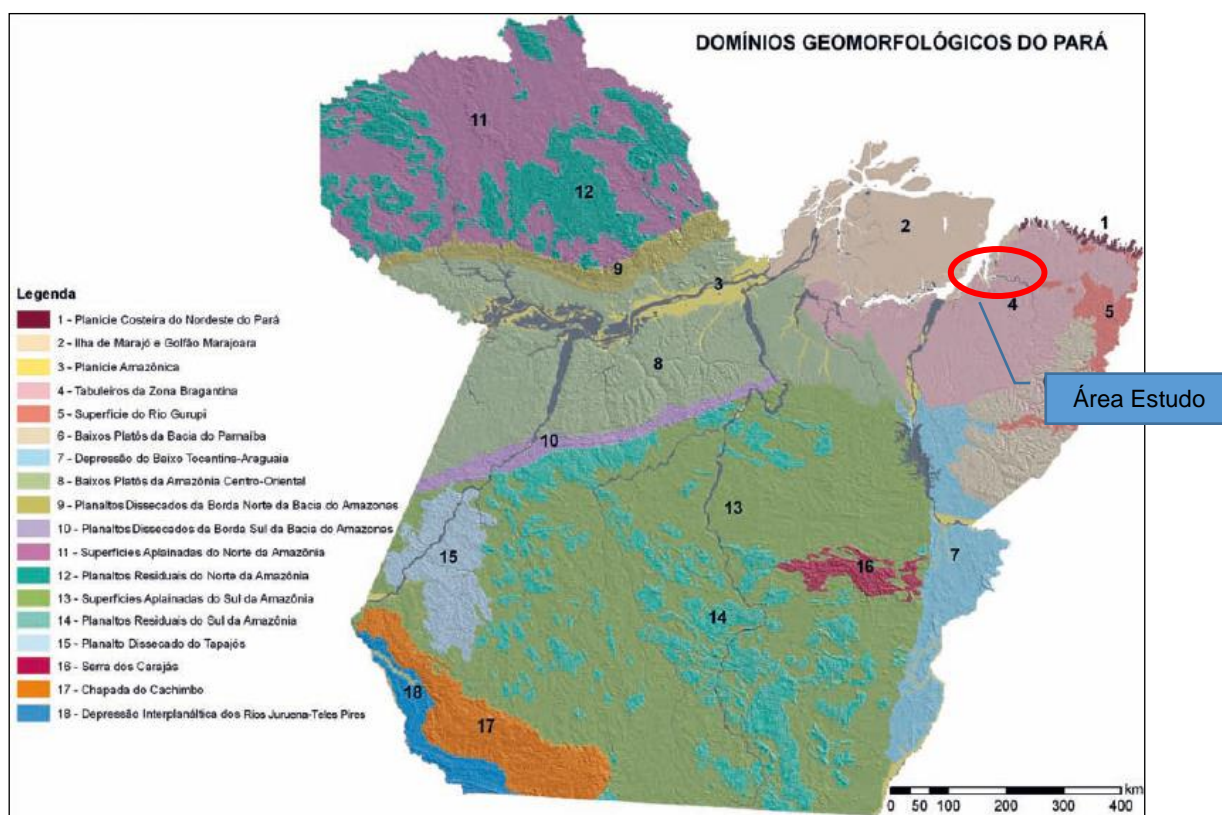 DOMÍNIOS GEOMORFOLÓGICOS DO PARÁ
11
12
2
1
9
3
4
5
8
10
13
7
15
16
14
18
17
Área Estudo
Legenda
1 - Planície Costeira do Nordeste do Pará
2 - Ilha de Marajó e Golfão Marajoara
3 - Planície Amazônica
4 - Tabuleiros da Zona Bragantina
5 - Superfície do Rio Gurupi
6 - Baixos Platôs da Bacia do Parnaíba
7 - Depressão do Baixo Tocantins-Araguaia
8 - Baixos Platôs da Amazônia Centro-Oriental
9 - Planaltos Dissecados da Borda Norte da Bacia do Amazonas
10 - Planaltos Dissecados da Borda Sul da Bacia do Amazonas
11 - Superfícies Aplainadas do Norte da Amazônia
12 - Planaltos Residuais do Norte da Amazônia
13 - Superfícies Aplainadas do Sul da Amazônia
14 - Planaltos Residuais do Sul da Amazônia
15 - Planalto Dissecado do Tapajós
16 - Serra dos Carajás
17 - Chapada do Cachimbo
18 - Depressão Interplanáltica dos Rios Juruena-Teles Pires
km
0 50 100 200 300 400